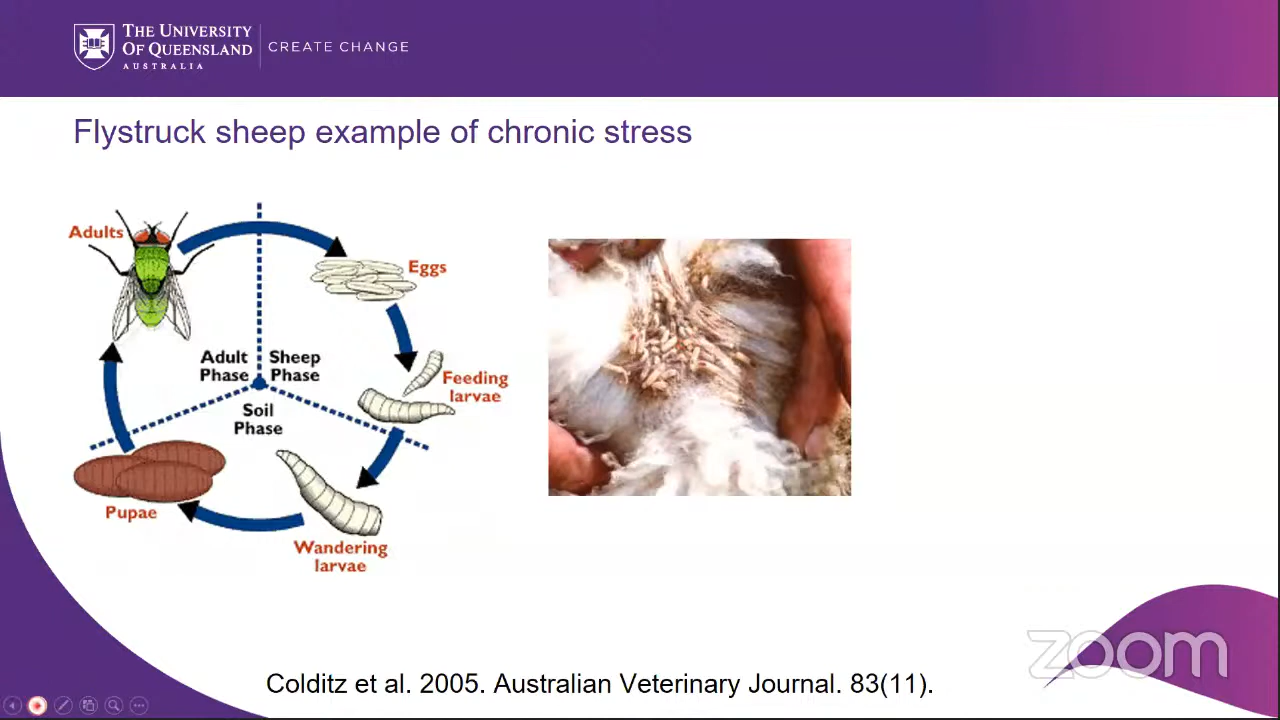 THE UNIVERSITY
OF QUEENSLAND
AUSTRALIA
CREATE CHANGE
Flystruck sheep example of chronic stress
Adults
Eggs
Adult
Phase
Sheep
Phase
Feeding
larvae
Soil
Phase
Pupae
Wandering
larvae
zoom
Colditz et al. 2005. Australian Veterinary Journal. 83(11).